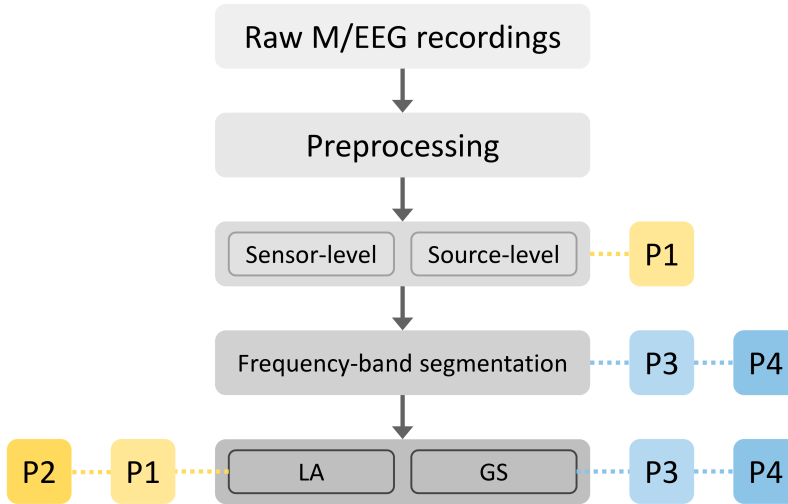 Raw M/EEG recordings
Preprocessing
Sensor-level Source-level P1
Frequency-band segmentation P3 P4
P2 P1 LA GS P3 P4